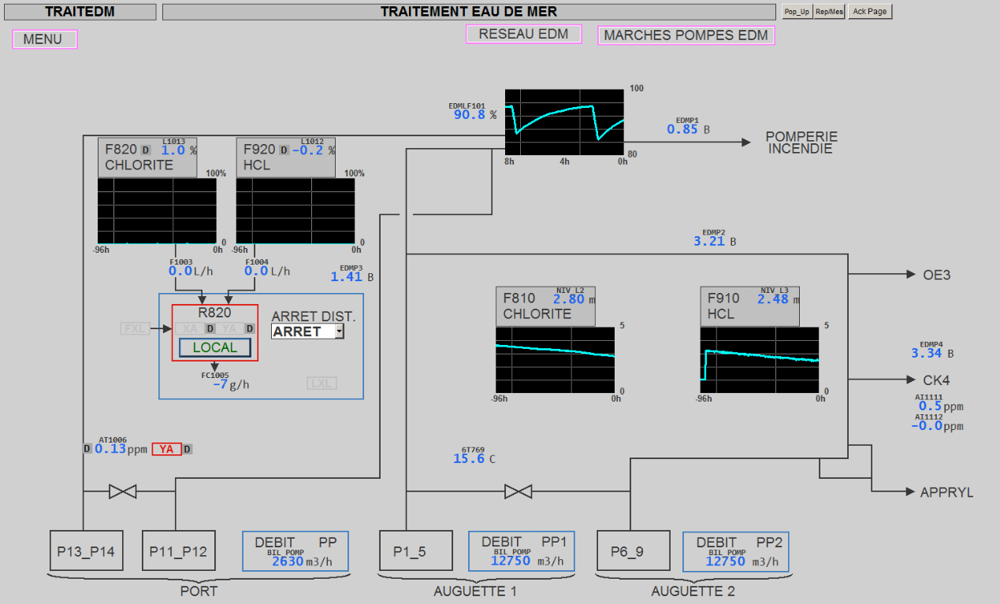 TRAITEDM
TRAITEMENT EAU DE MER
Pop_Up Rep/Mes Ack Page
MENU
RESEAU EDM
MARCHES POMPES EDM
EDMLF101
90.8 %
100
80
8h 4h 0h
EDMP1
0.85 B
POMPERIE
INCENDIE
L1013
F820 D 1.0 %
CHLORITE
100%
0
-96h 0h
L1012
F920 D -0.2 %
HCL
100%
0
-96h 0h
F1003
0.0 L/h
F1004
0.0 L/h
EDMP3
1.41 B
EDMP2
3.21 B
OE3
R820
XA D YA D
LOCAL
FXL
ARRET DIST.
ARRET
FC1005
-7 g/h
LXL
NIV_L2
F810 2.80 m
CHLORITE
5
0
-96h 0h
NIV_L3
F910 2.48 m
HCL
5
0
-96h 0h
EDMP4
3.34 B
CK4
AI1111
0.5 ppm
AI1112
-0.0 ppm
AT1006
D 0.13 ppm YA D
6T769
15.6 C
APPRYL
P13_P14
P11_P12
DEBIT PP
BIL_POMP
2630 m3/h
PORT
P1_5
DEBIT PP1
BIL_POMP
12750 m3/h
AUGUETTE 1
P6_9
DEBIT PP2
BIL_POMP
12750 m3/h
AUGUETTE 2